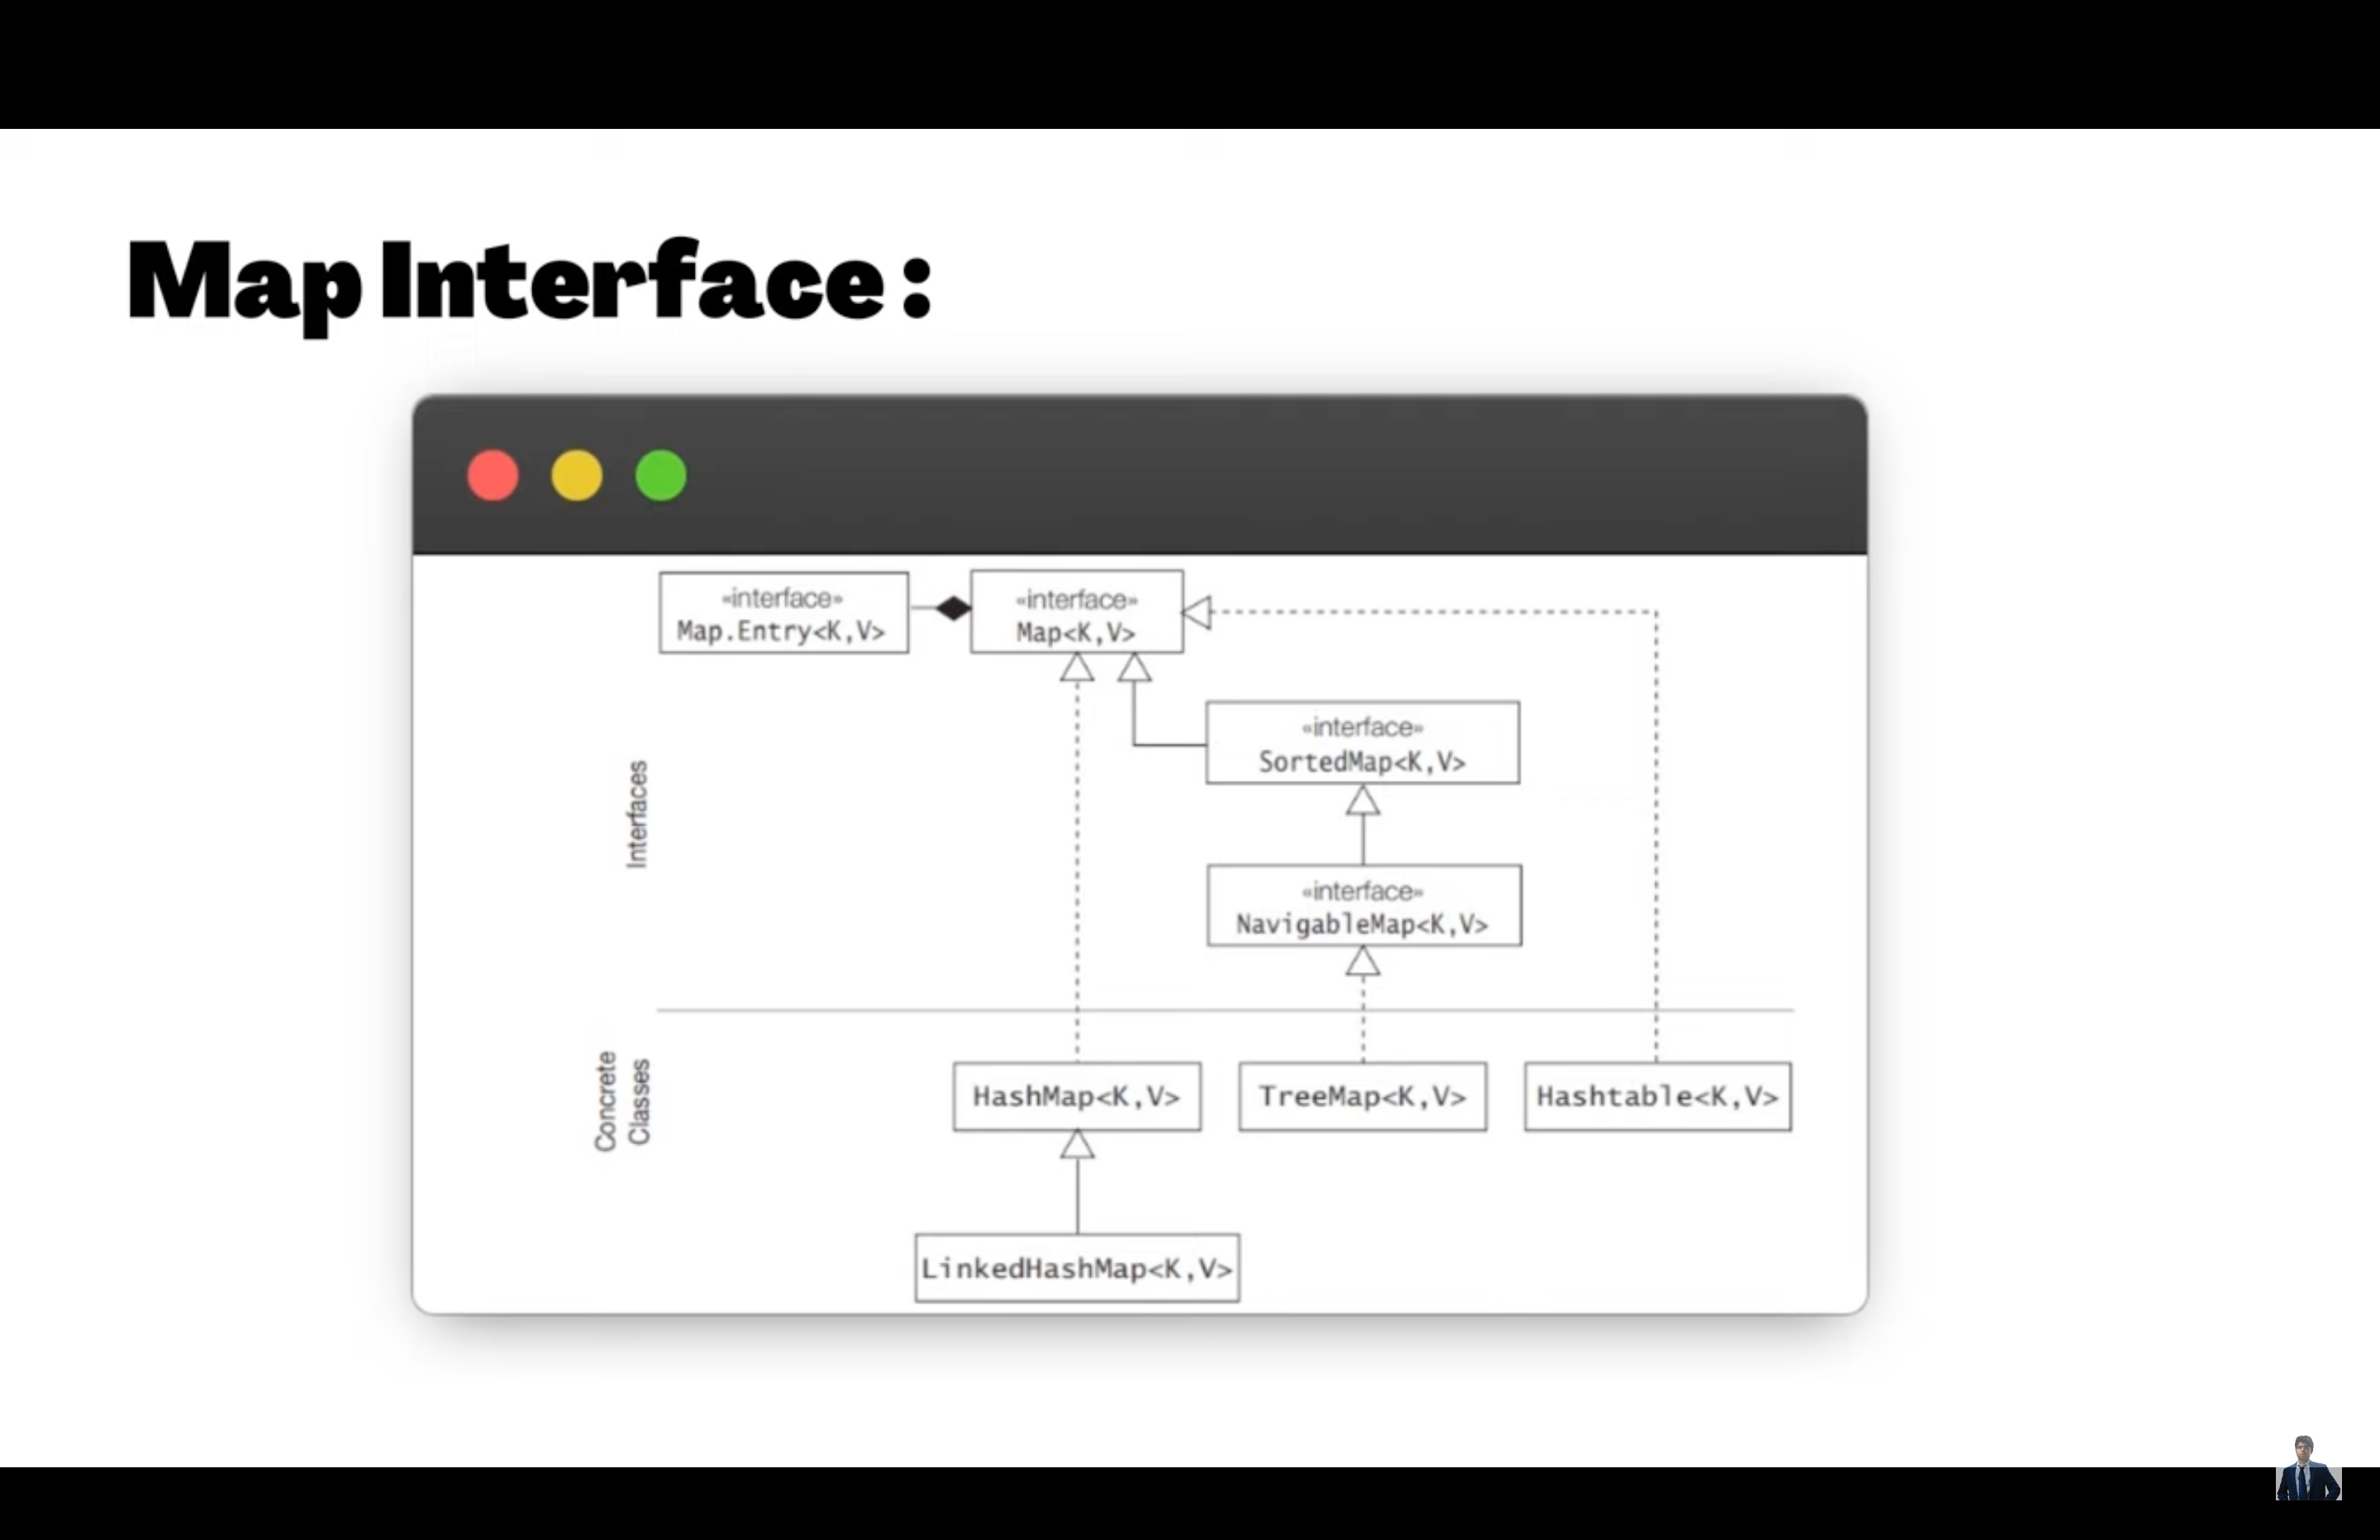 Map Interface:
«interface»
Map.Entry<K,V>
«interface»
Map<K,V>
«interface»
SortedMap<K,V>
Interfaces
«interface»
NavigableMap<K,V>
Concrete
Classes
HashMap<K,V>
TreeMap<K,V>
Hashtable<K,V>
LinkedHashMap<K,V>